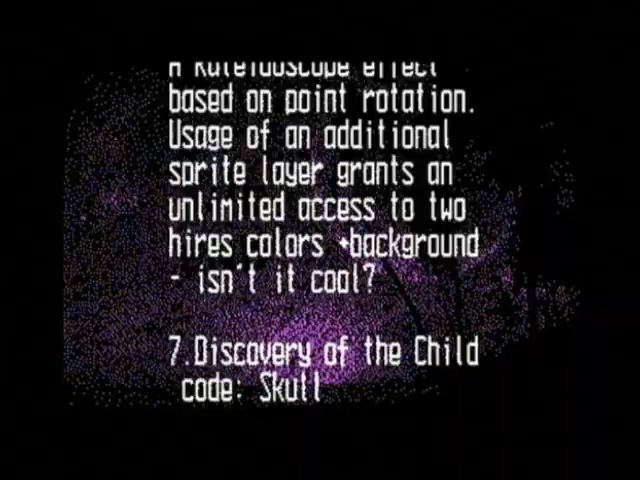 A Kaleidoscope effect
based on point rotation.
Usage of an additional
sprite layer grants an
unlimited access to two
hires colors +background
- isn't it cool?
7.Discovery of the Child
code: Skull